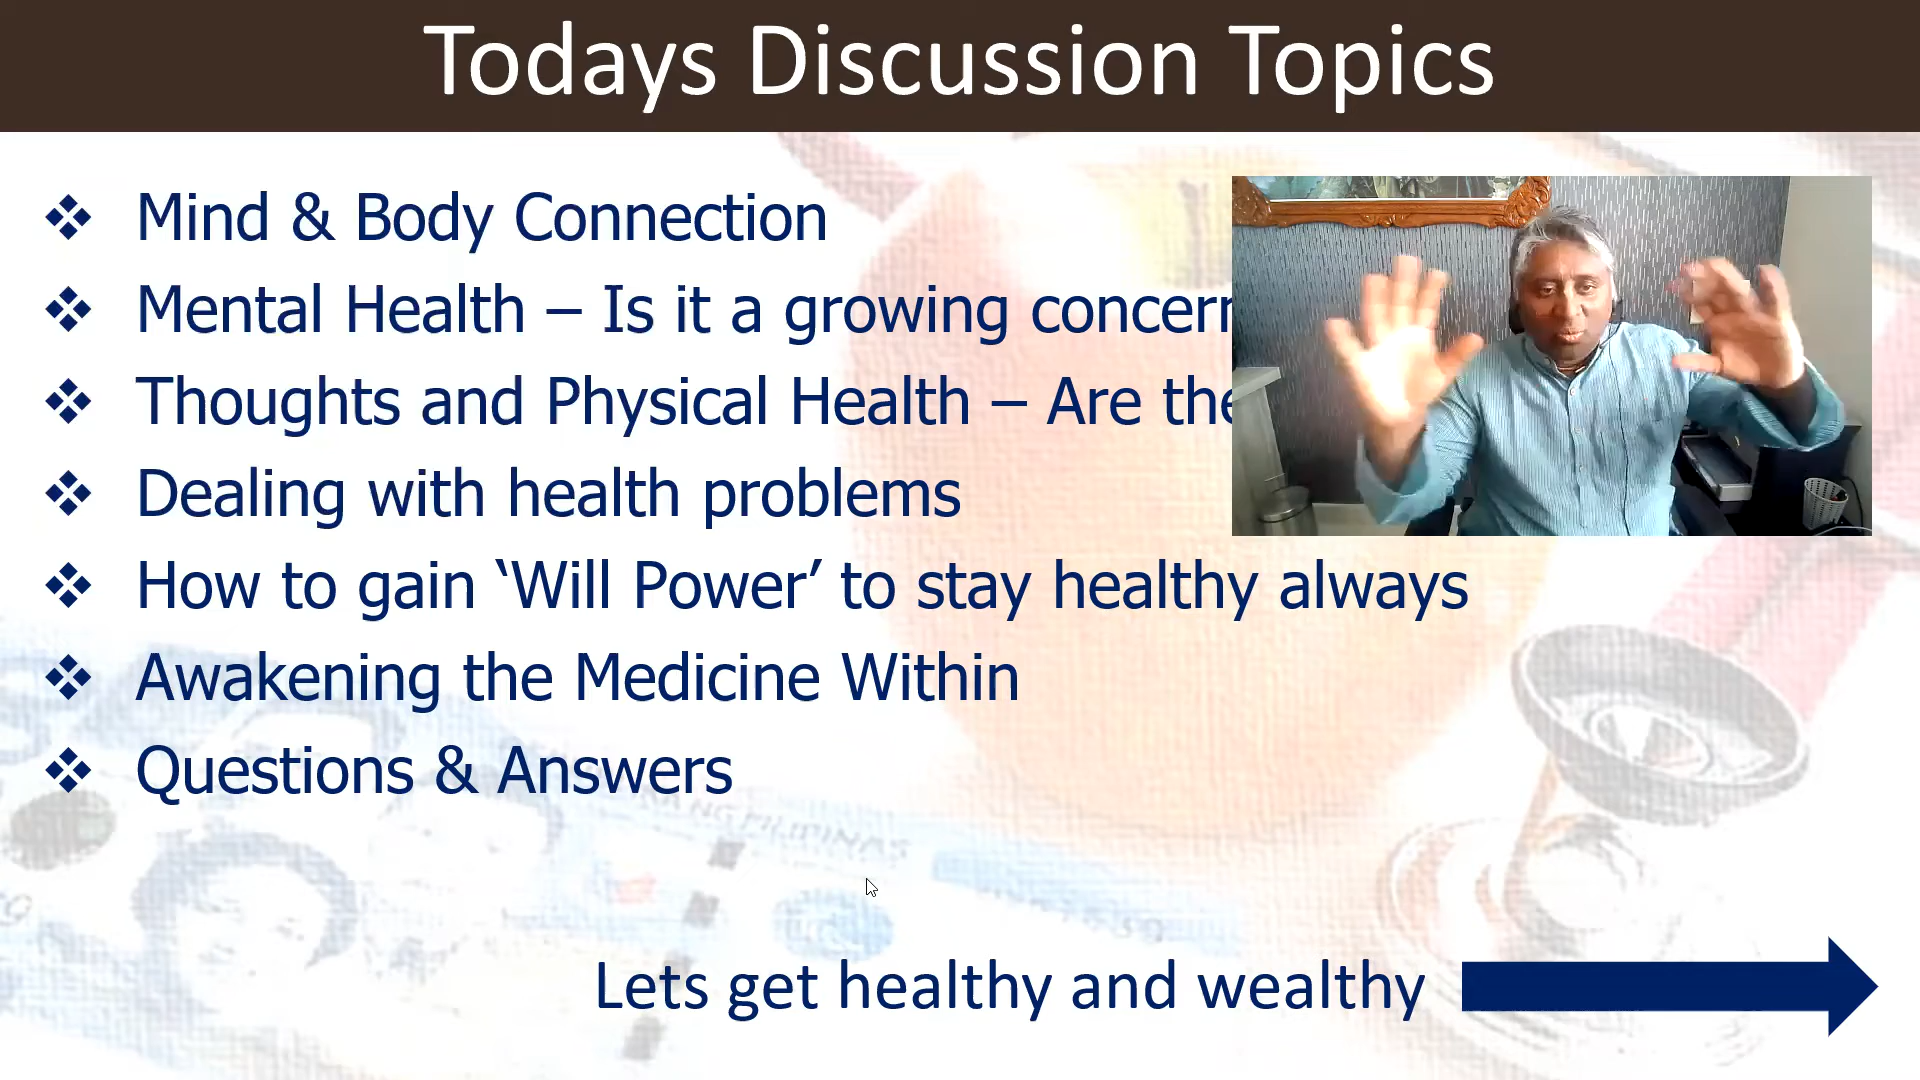 Todays Discussion Topics
Mind & Body Connection
Mental Health – Is it a growing concern
Thoughts and Physical Health – Are the
Dealing with health problems
How to gain ‘Will Power’ to stay healthy always
Awakening the Medicine Within
Questions & Answers
PILIPINAS
Lets get healthy and wealthy